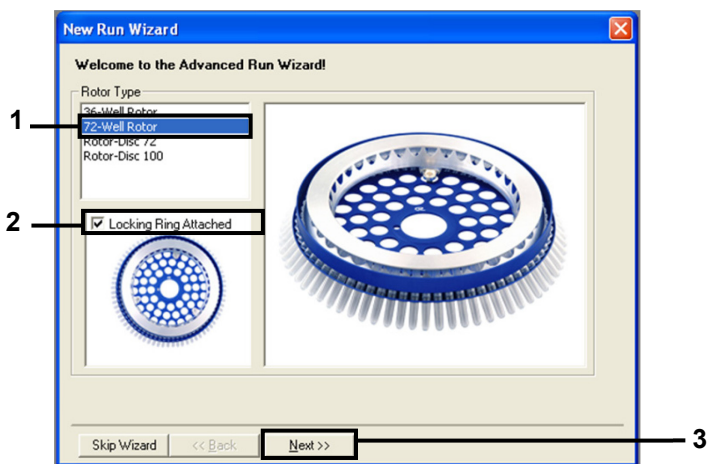 New Run Wizard
Welcome to the Advanced Run Wizard!
Rotor Type
36-Well Rotor
1
72-Well Rotor
Rotor-Disc 72
Rotor-Disc 100
2
Locking Ring Attached
Skip Wizard
<< Back
Next >>
3